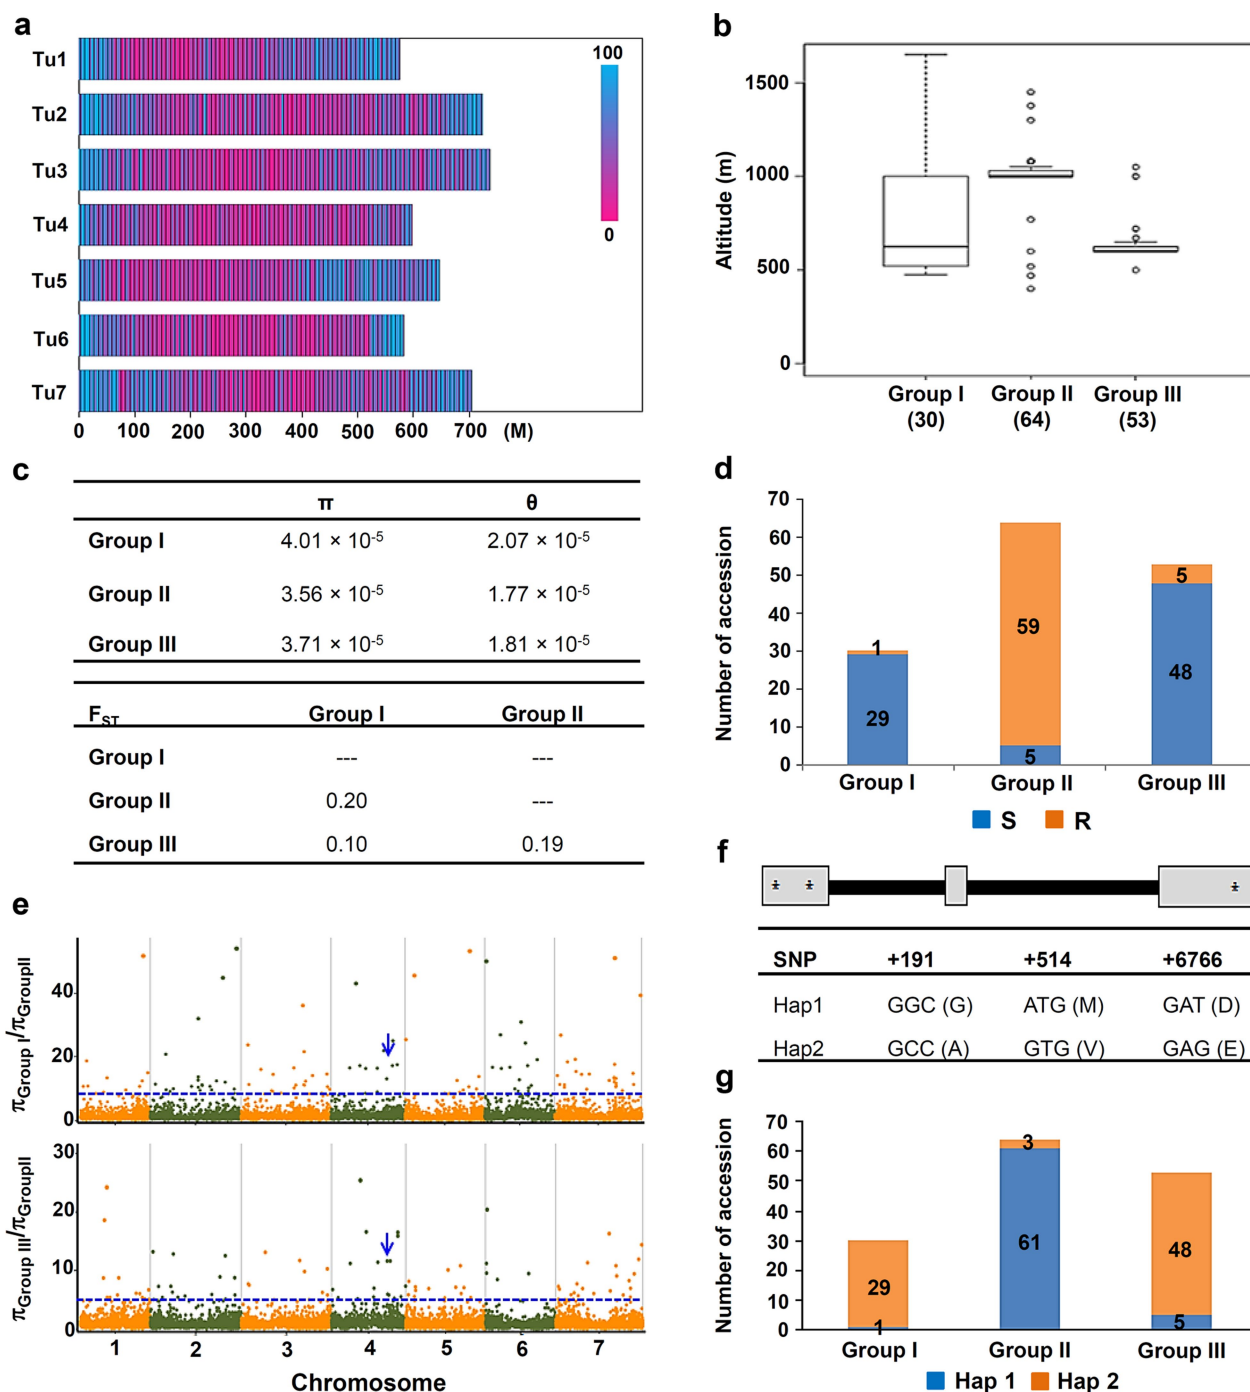 a
Tu1
Tu2
Tu3
Tu4
Tu5
Tu6
Tu7
100
0
0 100 200 300 400 500 600 700 (M)
b
Altitude (m)
1500
1000
500
0
Group I Group II Group III
(30) (64) (53)
c
π θ
Group I 4.01 × 10⁻⁵ 2.07 × 10⁻⁵
Group II 3.56 × 10⁻⁵ 1.77 × 10⁻⁵
Group III 3.71 × 10⁻⁵ 1.81 × 10⁻⁵
F_ST Group I Group II
Group I --- ---
Group II 0.20 ---
Group III 0.10 0.19
d
Number of accession
70
60
50
40
30
20
10
0
1
29
59
5
5
48
Group I Group II Group III
S R
e
π_Group I/π_GroupII
40
20
0
π_Group III/π_GroupII
30
20
10
0
1 2 3 4 5 6 7
Chromosome
f
SNP +191 +514 +6766
Hap1 GGC (G) ATG (M) GAT (D)
Hap2 GCC (A) GTG (V) GAG (E)
g
Number of accession
70
60
50
40
30
20
10
0
29
1
3
61
48
5
Group I Group II Group III
Hap 1 Hap 2